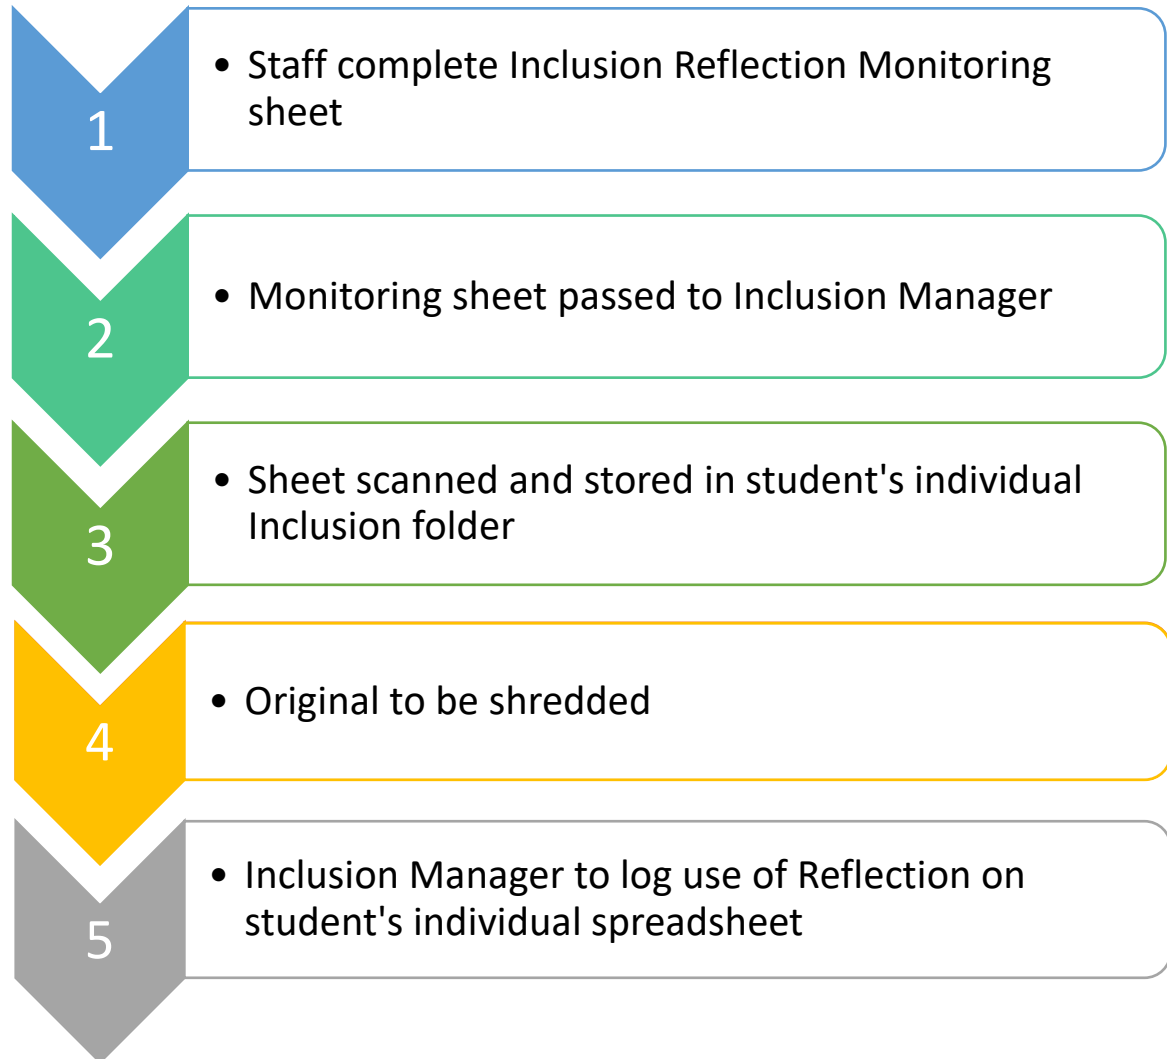 1
• Staff complete Inclusion Reflection Monitoring
sheet
2
• Monitoring sheet passed to Inclusion Manager
3
• Sheet scanned and stored in student's individual
Inclusion folder
4
• Original to be shredded
5
• Inclusion Manager to log use of Reflection on
student's individual spreadsheet